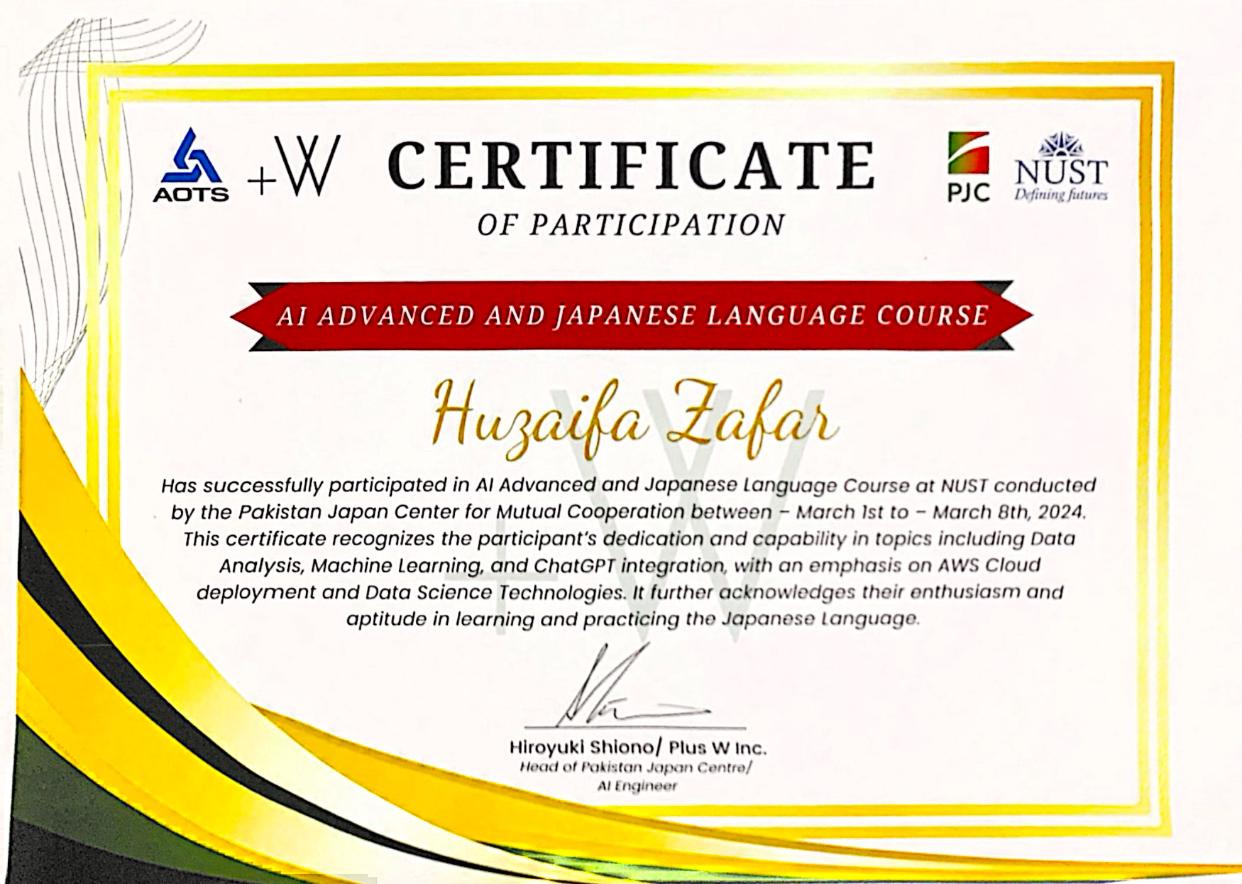 AOTS
+W
CERTIFICATE
OF PARTICIPATION
PJC
NUST
Defining futures
AI ADVANCED AND JAPANESE LANGUAGE COURSE
Huzaifa Zafar
Has successfully participated in AI Advanced and Japanese Language Course at NUST conducted
by the Pakistan Japan Center for Mutual Cooperation between – March 1st to – March 8th, 2024.
This certificate recognizes the participant's dedication and capability in topics including Data
Analysis, Machine Learning, and ChatGPT integration, with an emphasis on AWS Cloud
deployment and Data Science Technologies. It further acknowledges their enthusiasm and
aptitude in learning and practicing the Japanese Language.
Hiroyuki Shiono/ Plus W Inc.
Head of Pakistan Japan Centre/
AI Engineer